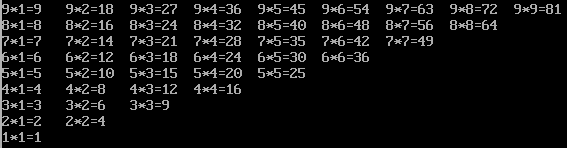 9*1=9 9*2=18 9*3=27 9*4=36 9*5=45 9*6=54 9*7=63 9*8=72 9*9=81
8*1=8 8*2=16 8*3=24 8*4=32 8*5=40 8*6=48 8*7=56 8*8=64
7*1=7 7*2=14 7*3=21 7*4=28 7*5=35 7*6=42 7*7=49
6*1=6 6*2=12 6*3=18 6*4=24 6*5=30 6*6=36
5*1=5 5*2=10 5*3=15 5*4=20 5*5=25
4*1=4 4*2=8 4*3=12 4*4=16
3*1=3 3*2=6 3*3=9
2*1=2 2*2=4
1*1=1